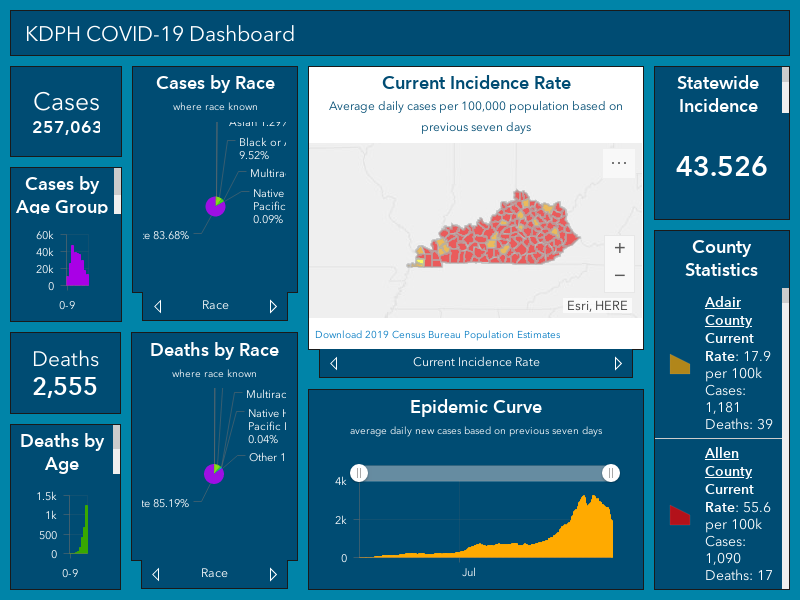 KDPH COVID-19 Dashboard
Cases
257,063
Cases by
Age Group
60k
40k
20k
0
0-9
Deaths
2,555
Deaths by
Age
1.5k
1k
500
0
0-9
Cases by Race
where race known
Black or
9.52%
Native
Pacific
0.09%
83.68%
Race
Deaths by Race
where race known
Native
Pacific
0.04%
Other 1
85.19%
Race
Current Incidence Rate
Average daily cases per 100,000 population based on
previous seven days
Esri, HERE
Download 2019 Census Bureau Population Estimates
Current Incidence Rate
Epidemic Curve
average daily new cases based on previous seven days
4k
2k
0
Jul
Statewide
Incidence
43.526
County
Statistics
Adair
County
Current
Rate: 17.9
per 100k
Cases:
1,181
Deaths: 39
Allen
County
Current
Rate: 55.6
per 100k
Cases:
1,090
Deaths: 17